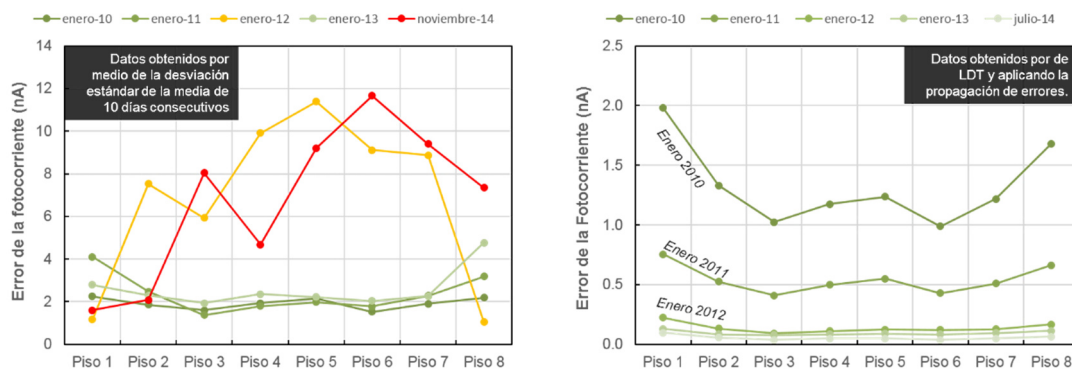 enero-10 enero-11 enero-12 enero-13 noviembre-14
14
12
10
8
6
4
2
0
Error de la fotocorriente (nA)
Datos obtenidos por
medio de la desviación
estándar de la media de
10 días consecutivos
Piso 1 Piso 2 Piso 3 Piso 4 Piso 5 Piso 6 Piso 7 Piso 8
enero-10 enero-11 enero-12 enero-13 julio-14
2.5
2.0
1.5
1.0
0.5
0.0
Error de la Fotocorriente (nA)
Datos obtenidos por de
LDT y aplicando la
propagación de errores.
Enero 2010
Enero 2011
Enero 2012
Piso 1 Piso 2 Piso 3 Piso 4 Piso 5 Piso 6 Piso 7 Piso 8